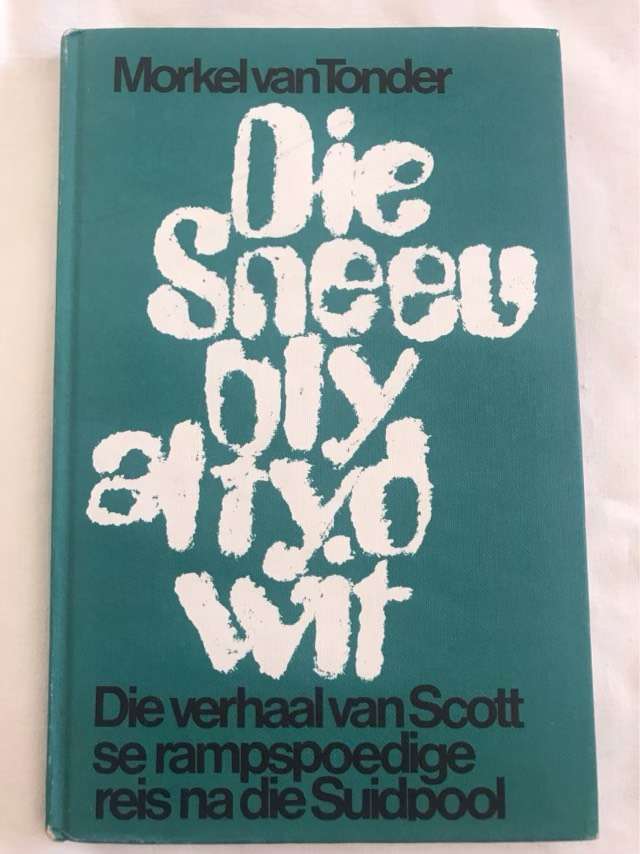 Morkel van Tonder
Die
Sneeu
bly
altyd
wit
Die verhaal van Scott
se rampspoedige
reis na die Suidpool